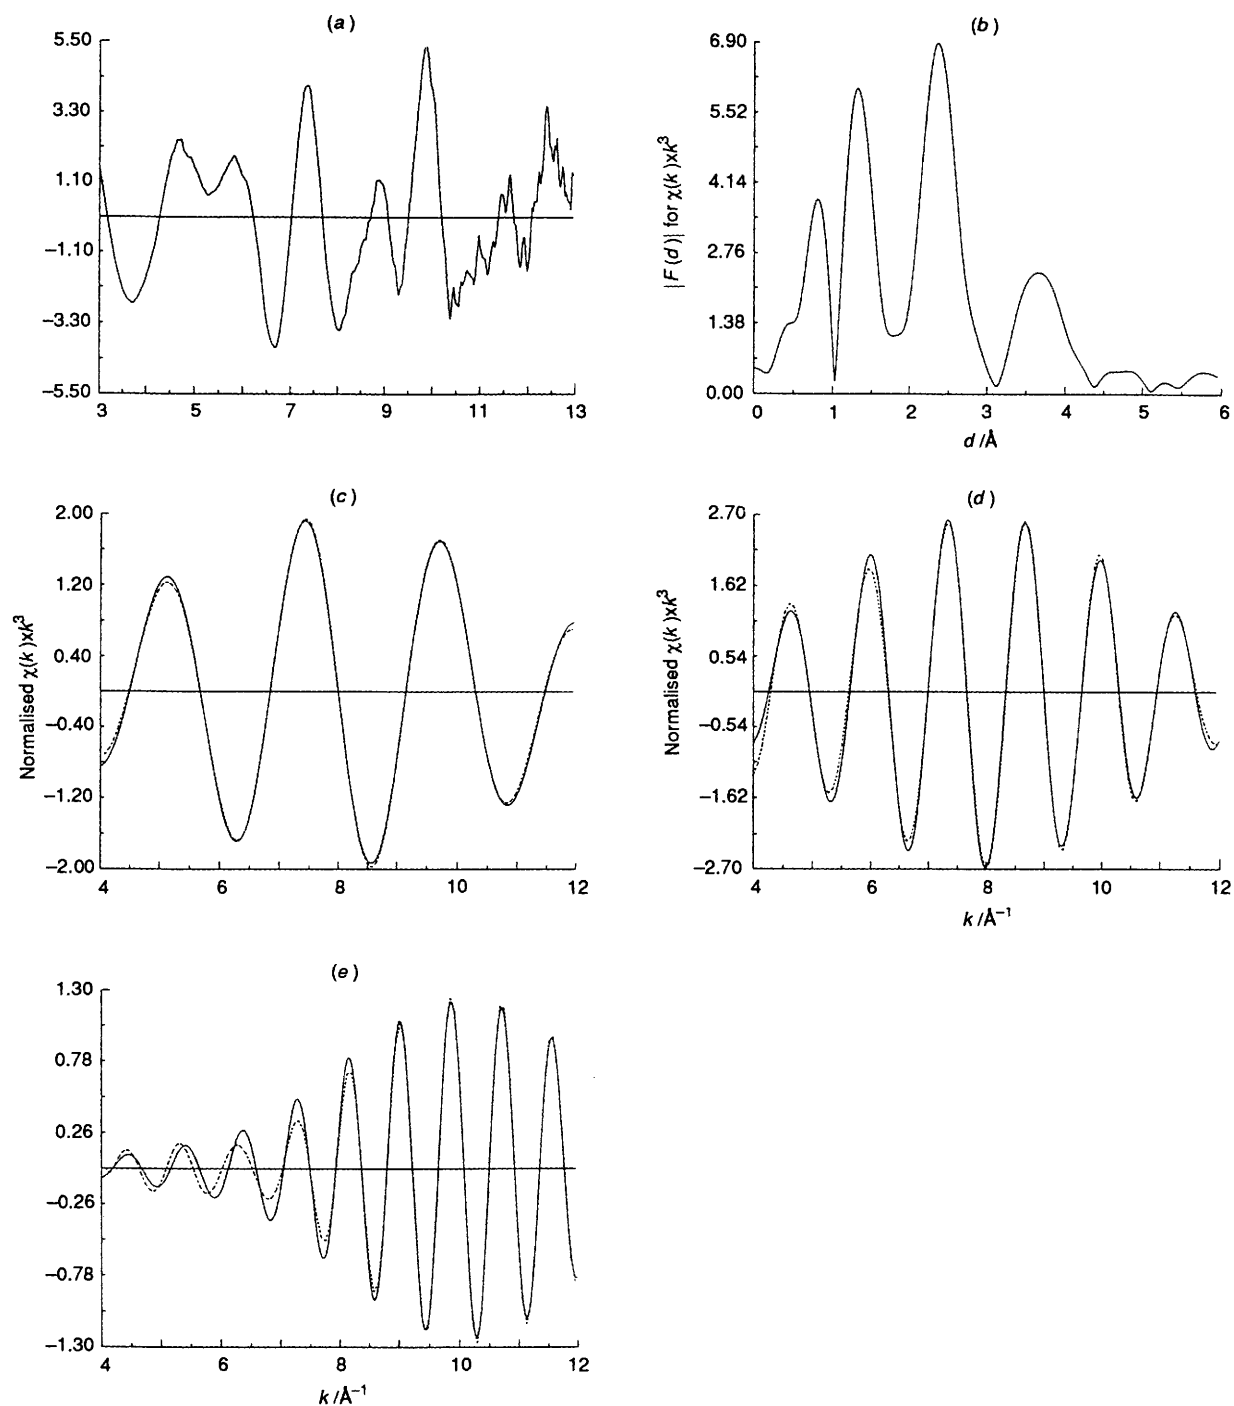 (a)
5.50
3.30
1.10
−1.10
−3.30
−5.50
3 5 7 9 11 13
(b)
|F(d)| for χ(k)xk³
6.90
5.52
4.14
2.76
1.38
0.00
0 1 2 3 4 5 6
d/Å
(c)
Normalised χ(k)xk³
2.00
1.20
0.40
−0.40
−1.20
−2.00
4 6 8 10 12
(d)
Normalised χ(k)xk³
2.70
1.62
0.54
−0.54
−1.62
−2.70
4 6 8 10 12
k/Å⁻¹
(e)
1.30
0.78
0.26
−0.26
−0.78
−1.30
4 6 8 10 12
k/Å⁻¹